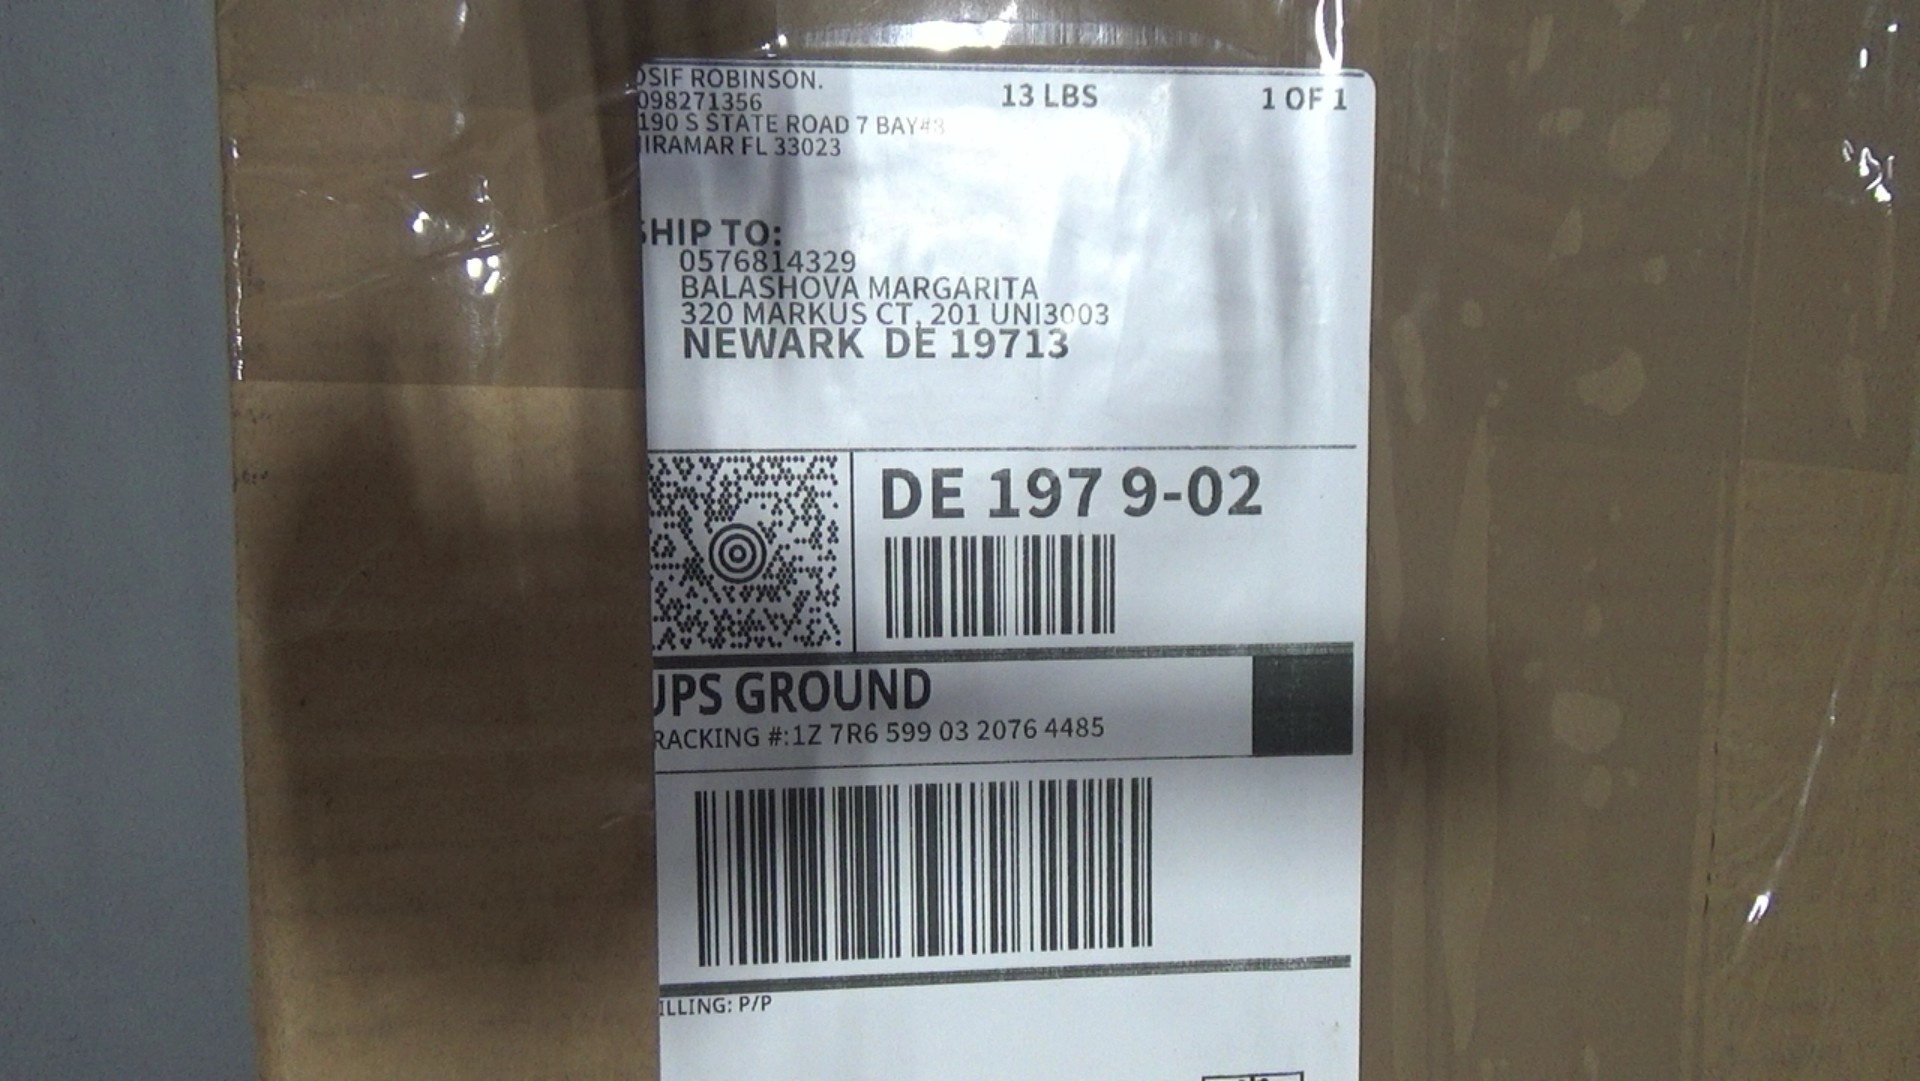 OSIF ROBINSON.
098271356
190 S STATE ROAD 7 BAY#3
IRAMAR FL 33023
13 LBS
1 OF 1
SHIP TO:
0576814329
BALASHOVA MARGARITA
320 MARKUS CT, 201 UNI3003
NEWARK DE 19713
DE 197 9-02
UPS GROUND
RACKING #:1Z 7R6 599 03 2076 4485
ILLING: P/P